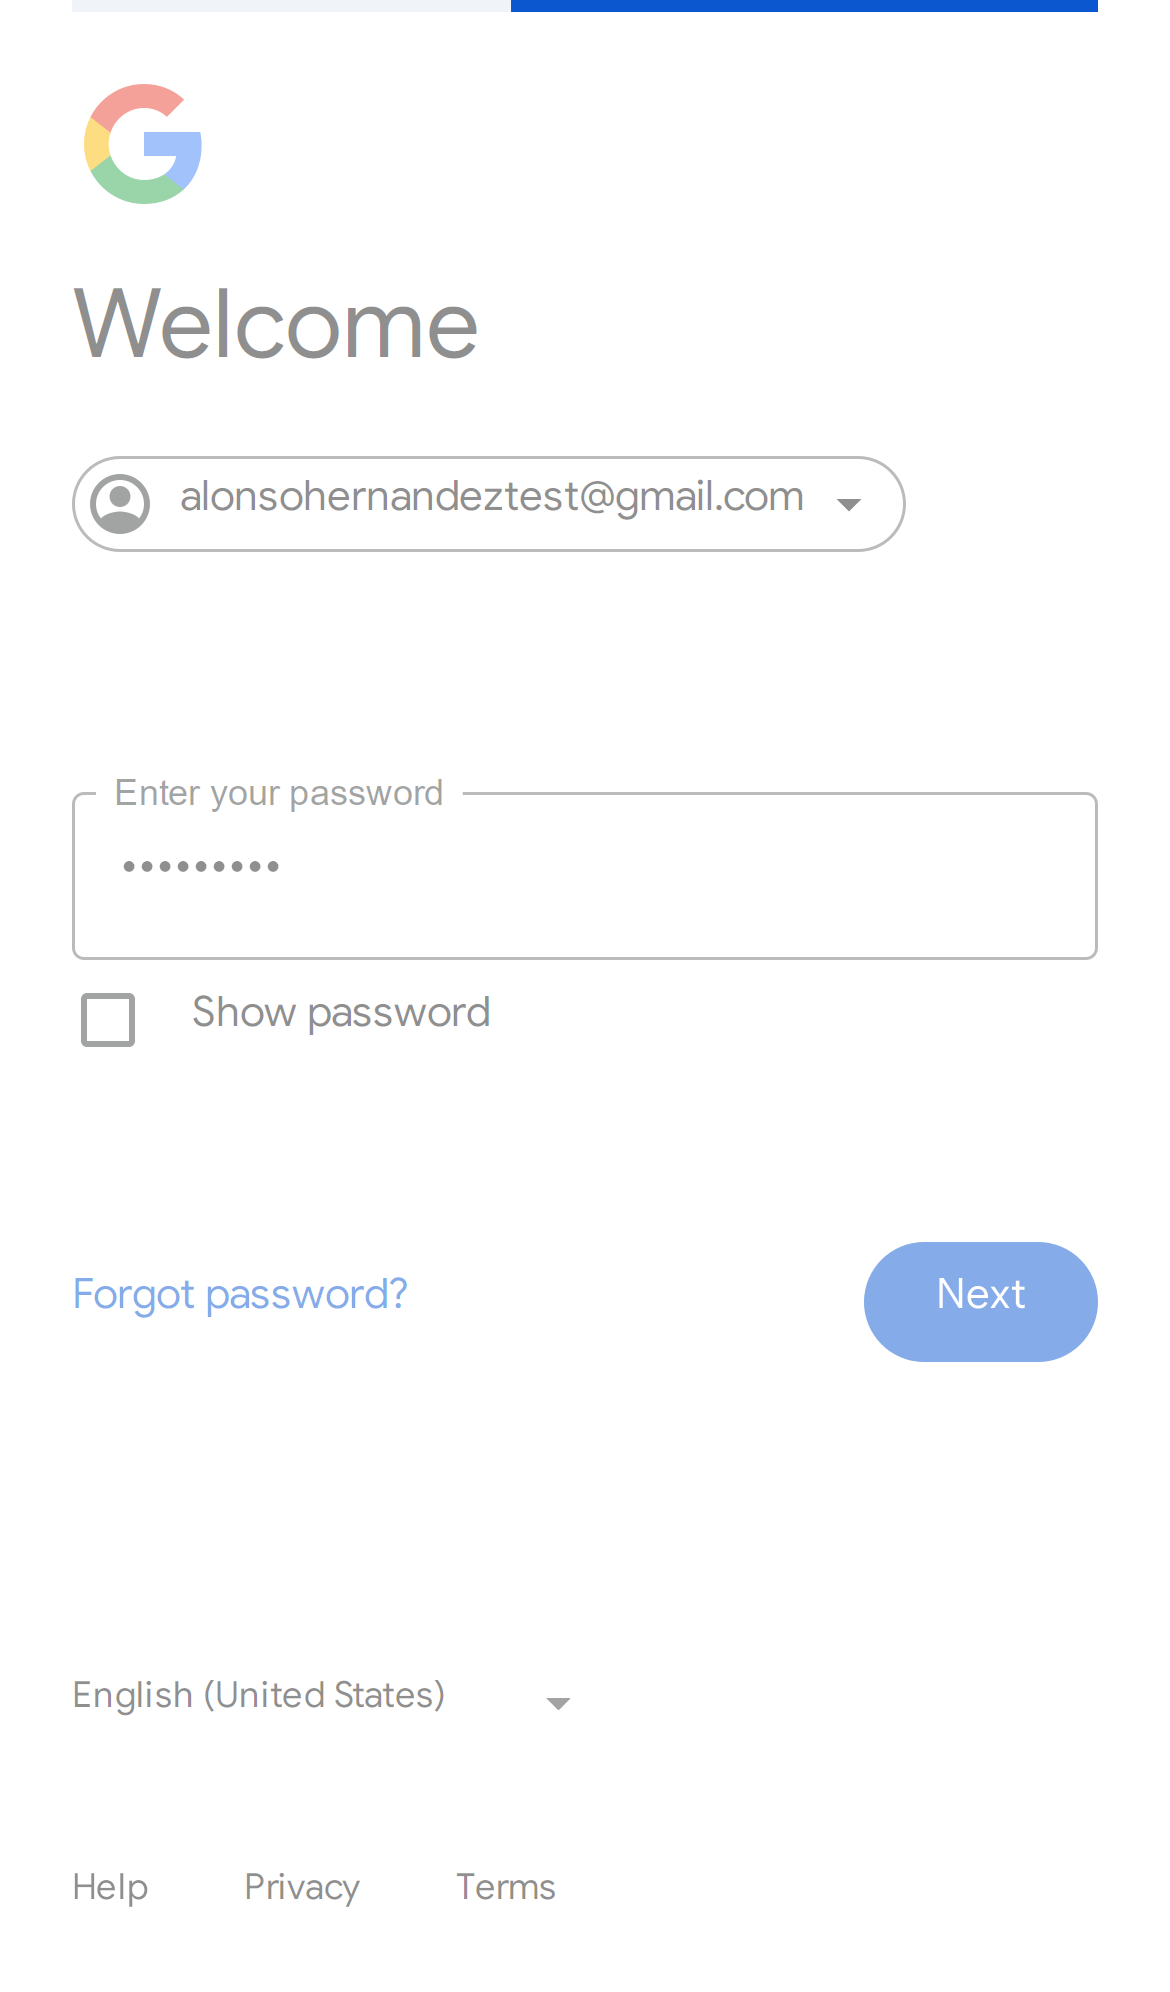 Welcome
alonsohernandeztest@gmail.com
Enter your password
•••••••••
Show password
Forgot password?
Next
English (United States)
Help
Privacy
Terms